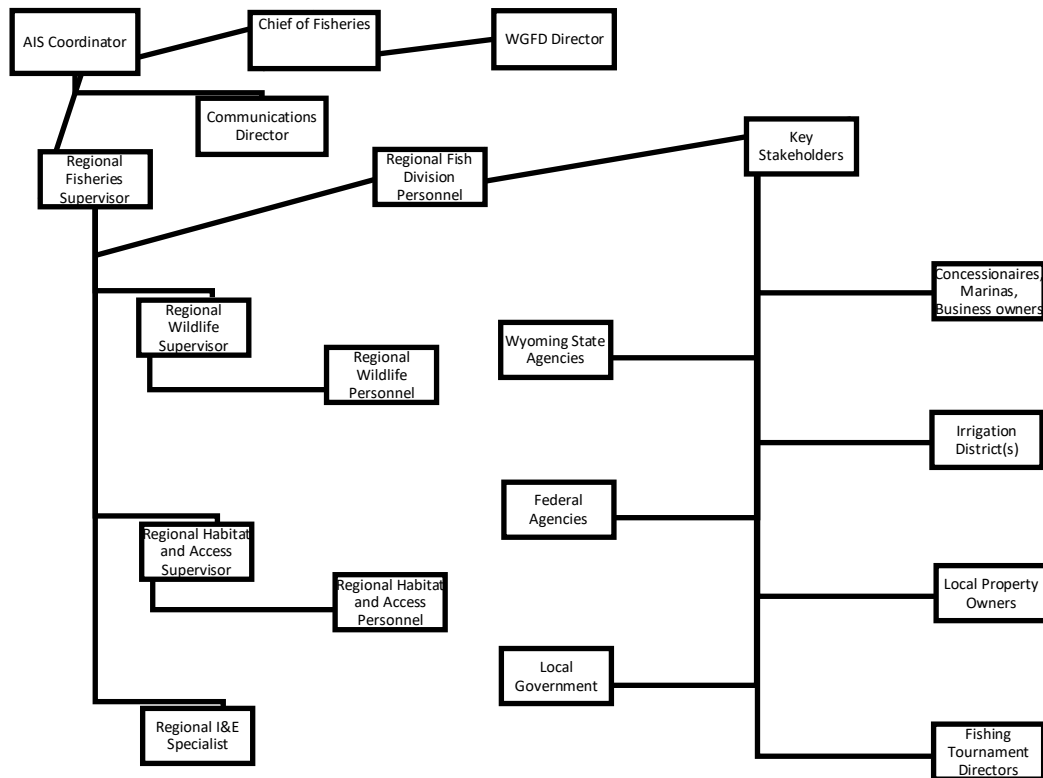 AIS Coordinator
Chief of Fisheries
WGFD Director
Communications
Director
Regional
Fisheries
Supervisor
Regional Fish
Division
Personnel
Key
Stakeholders
Regional
Wildlife
Supervisor
Regional
Wildlife
Personnel
Regional Habitat
and Access
Supervisor
Regional Habitat
and Access
Personnel
Regional I&E
Specialist
Wyoming State
Agencies
Federal
Agencies
Local
Government
Concessionaires,
Marinas,
Business owners
Irrigation
District(s)
Local Property
Owners
Fishing
Tournament
Directors